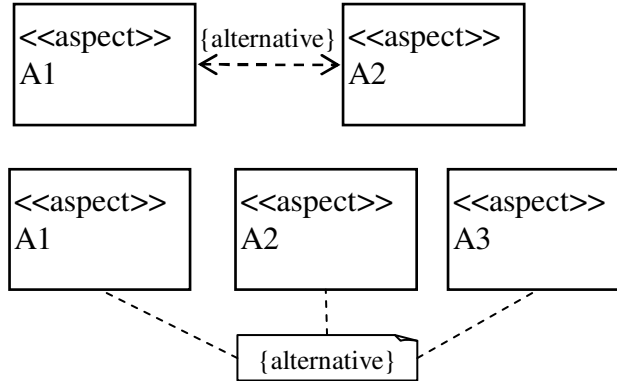 <<aspect>>
A1
{alternative}
<<aspect>>
A2
<<aspect>>
A1
<<aspect>>
A2
<<aspect>>
A3
{alternative}